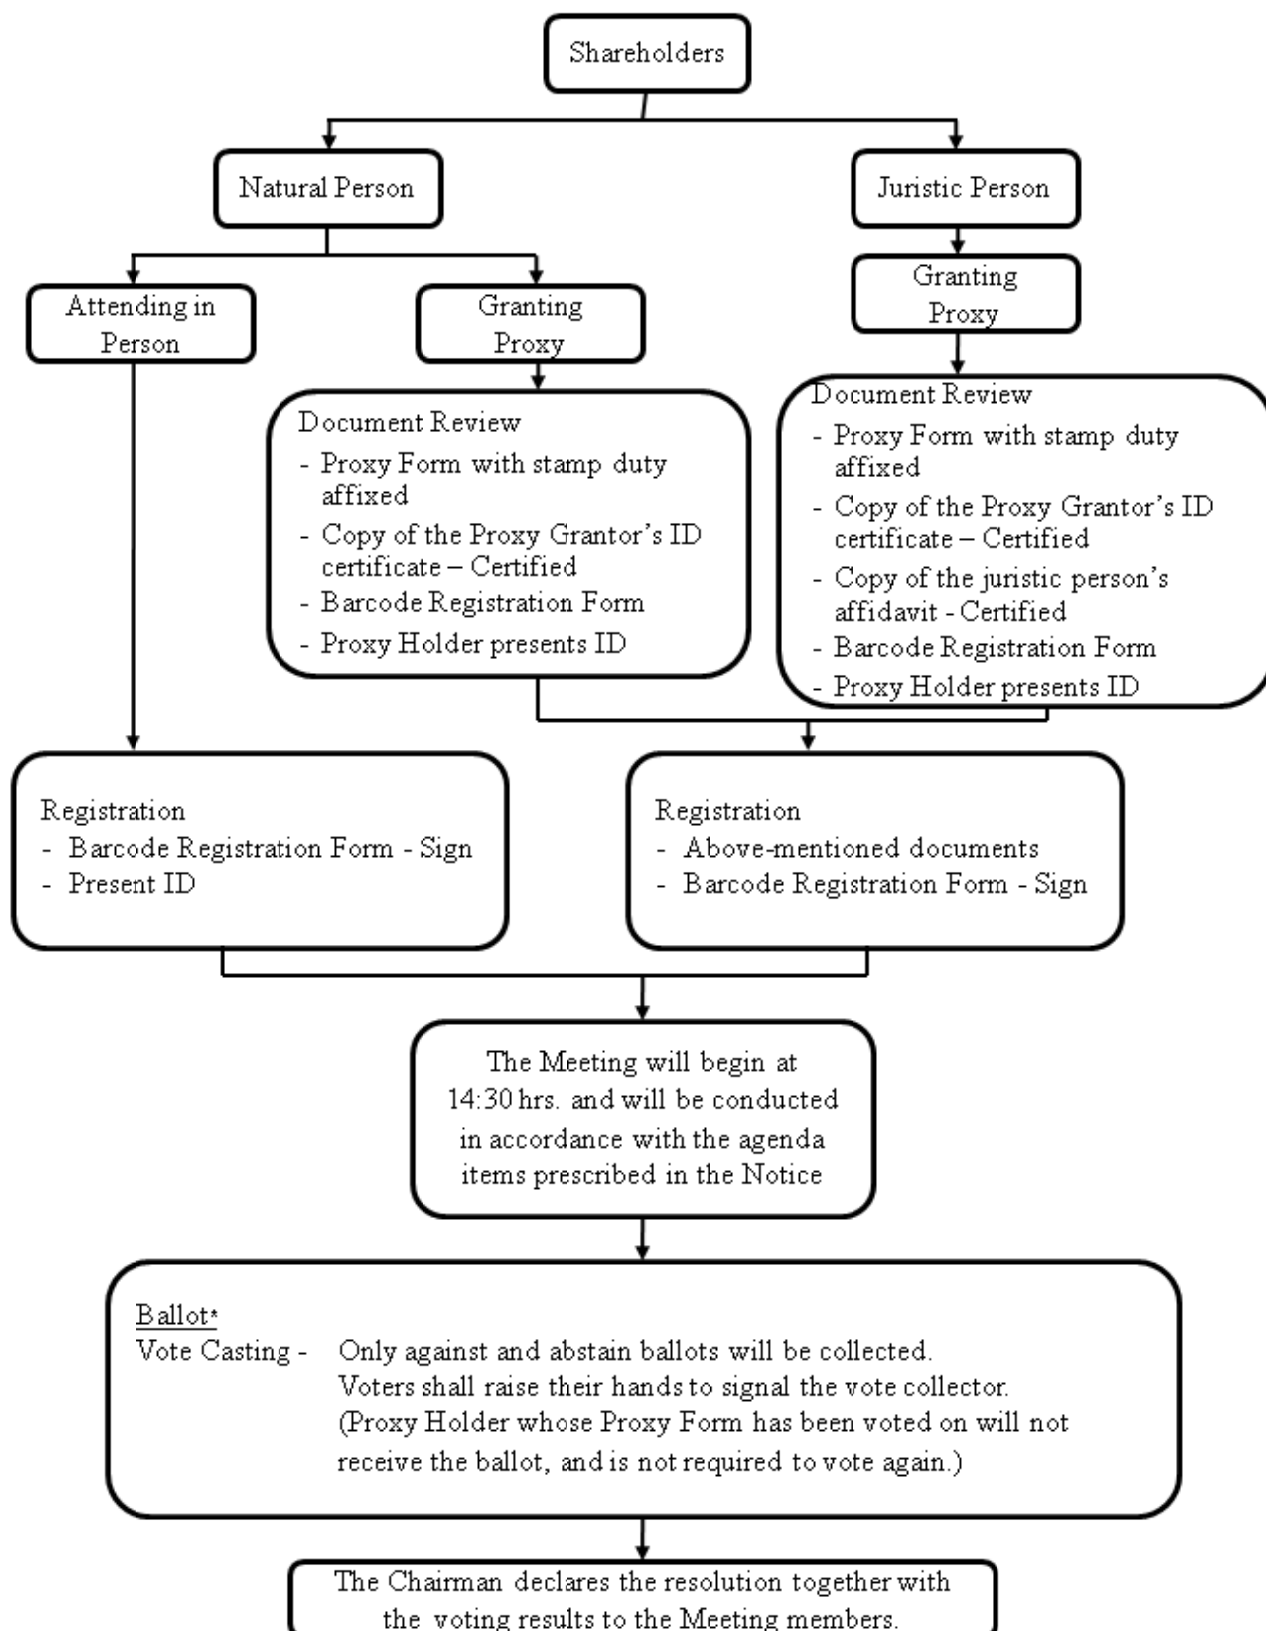 Shareholders
Natural Person
Juristic Person
Attending in
Person
Granting
Proxy
Granting
Proxy
Document Review
- Proxy Form with stamp duty
affixed
- Copy of the Proxy Grantor's ID
certificate – Certified
- Barcode Registration Form
- Proxy Holder presents ID
Document Review
- Proxy Form with stamp duty
affixed
- Copy of the Proxy Grantor's ID
certificate – Certified
- Copy of the juristic person's
affidavit - Certified
- Barcode Registration Form
- Proxy Holder presents ID
Registration
- Barcode Registration Form - Sign
- Present ID
Registration
- Above-mentioned documents
- Barcode Registration Form - Sign
The Meeting will begin at
14:30 hrs. and will be conducted
in accordance with the agenda
items prescribed in the Notice
Ballot*
Vote Casting - Only against and abstain ballots will be collected.
Voters shall raise their hands to signal the vote collector.
(Proxy Holder whose Proxy Form has been voted on will not
receive the ballot, and is not required to vote again.)
The Chairman declares the resolution together with
the voting results to the Meeting members.